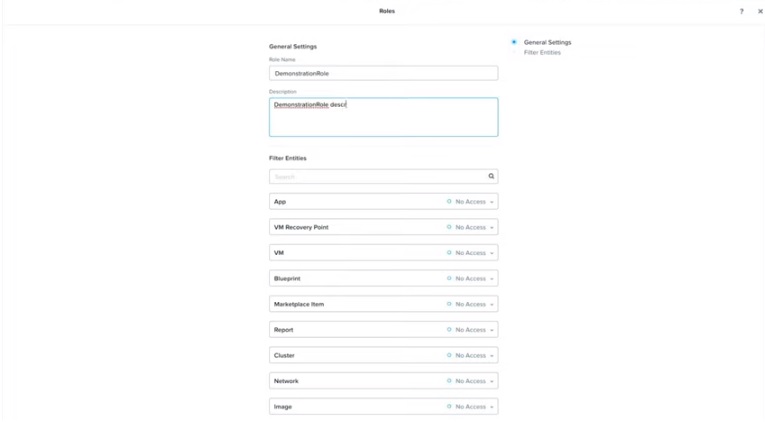 Roles
? ×
General Settings
Role Name
DemonstrationRole
Description
DemonstrationRole descr
Filter Entities
Search
App No Access
VM Recovery Point No Access
VM No Access
Blueprint No Access
Marketplace Item No Access
Report No Access
Cluster No Access
Network No Access
Image No Access
General Settings
Filter Entities